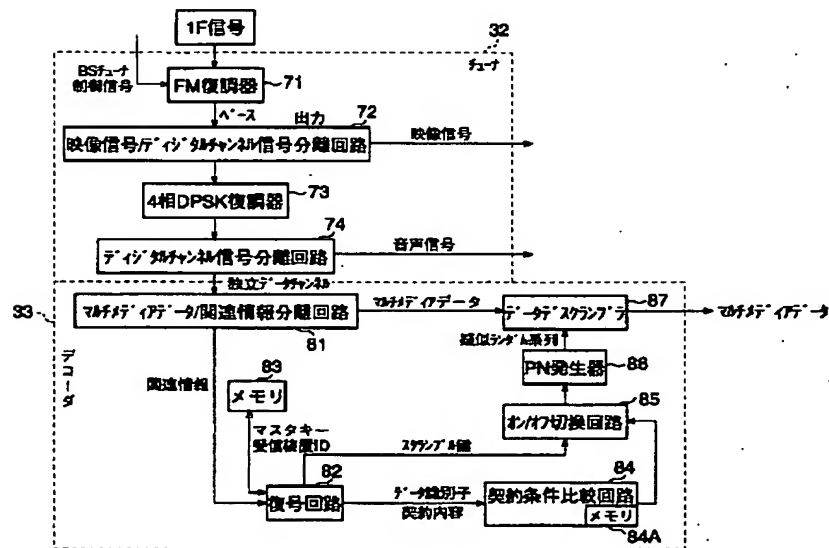 1F信号
32
チューナ
BSチューナ
制御信号
FM復調器
71
ベース
出力
72
映像信号/ディジタルチャンネル信号分離回路
映像信号
4相DPSK復調器
73
74
ディジタルチャンネル信号分離回路
音声信号
独立データチャンネル
33
デコーダ
マルチメディアデータ/関連情報分離回路
81
マルチメディアデータ
データデスクランブラ
87
マルチメディアデータ
疑似ランダム系列
PN発生器
86
関連情報
83
メモリ
85
オン/オフ切換回路
マスタキー
受信装置ID
スクランブル鍵
82
復号回路
データ識別子
契約内容
84
契約条件比較回路
メモリ
84A